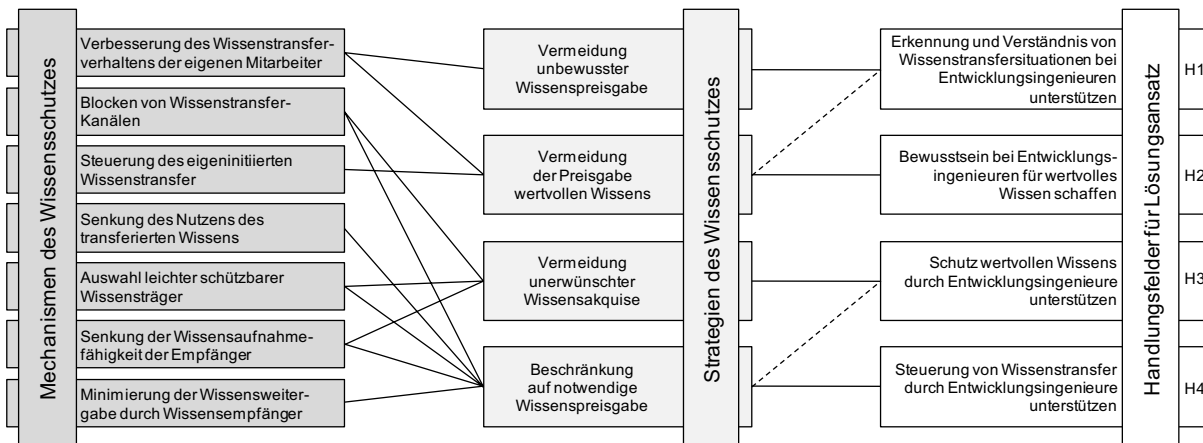 Mechanismen des Wissensschutzes
Verbesserung des Wissenstransfer-
verhaltens der eigenen Mitarbeiter
Blocken von Wissenstransfer-
Kanälen
Steuerung des eigeninitiierten
Wissenstransfer
Senkung des Nutzens des
transferierten Wissens
Auswahl leichter schützbarer
Wissensträger
Senkung der Wissensaufnahme-
fähigkeit der Empfänger
Minimierung der Wissensweiter-
gabe durch Wissensempfänger
Vermeidung
unbewusster
Wissenspreisgabe
Vermeidung
der Preisgabe
wertvollen Wissens
Vermeidung
unerwünschter
Wissensakquise
Beschränkung
auf notwendige
Wissenspreisgabe
Strategien des Wissensschutzes
Erkennung und Verständnis von
Wissenstransfersituationen bei
Entwicklungsingenieuren
unterstützen
Bewusstsein bei Entwicklungs-
ingenieuren für wertvolles
Wissen schaffen
Schutz wertvollen Wissens
durch Entwicklungsingenieure
unterstützen
Steuerung von Wissenstransfer
durch Entwicklungsingenieure
unterstützen
Handlungsfelder für Lösungsansatz
H1
H2
H3
H4